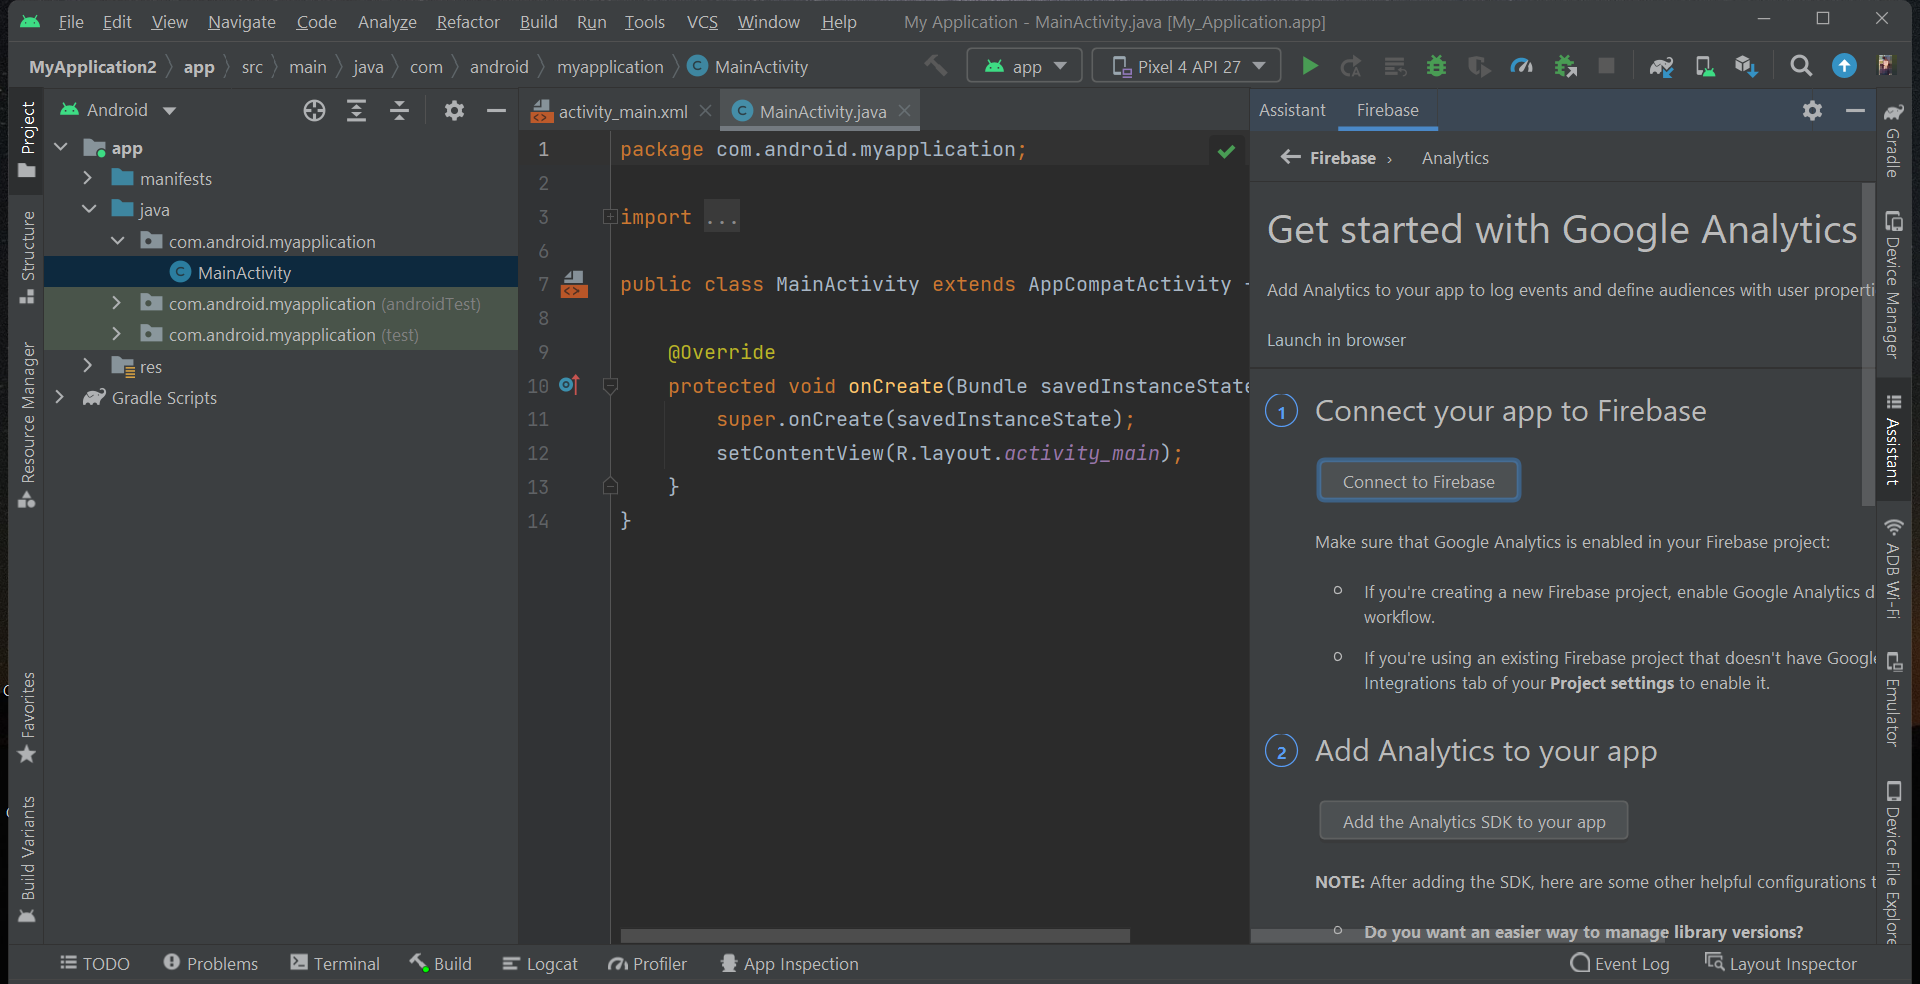 File Edit View Navigate Code Analyze Refactor Build Run Tools VCS Window Help My Application - MainActivity.java [My_Application.app]
MyApplication2 app src main java com android myapplication C MainActivity app Pixel 4 API 27
Project
Structure
Resource Manager
Favorites
Build Variants
Android
app
manifests
java
com.android.myapplication
C MainActivity
com.android.myapplication (androidTest)
com.android.myapplication (test)
res
Gradle Scripts
activity_main.xml C MainActivity.java
1 package com.android.myapplication;
2
3 import ...
6
7 public class MainActivity extends AppCompatActivity
8
9 @Override
10 protected void onCreate(Bundle savedInstanceState
11 super.onCreate(savedInstanceState);
12 setContentView(R.layout.activity_main);
13 }
14 }
Assistant Firebase
Firebase › Analytics
Get started with Google Analytics
Add Analytics to your app to log events and define audiences with user properti
Launch in browser
1 Connect your app to Firebase
Connect to Firebase
Make sure that Google Analytics is enabled in your Firebase project:
If you're creating a new Firebase project, enable Google Analytics d
workflow.
If you're using an existing Firebase project that doesn't have Googl
Integrations tab of your Project settings to enable it.
2 Add Analytics to your app
Add the Analytics SDK to your app
NOTE: After adding the SDK, here are some other helpful configurations t
Do you want an easier way to manage library versions?
Gradle
Device Manager
Assistant
ADB Wi-Fi
Emulator
Device File Explore
TODO Problems Terminal Build Logcat Profiler App Inspection Event Log Layout Inspector